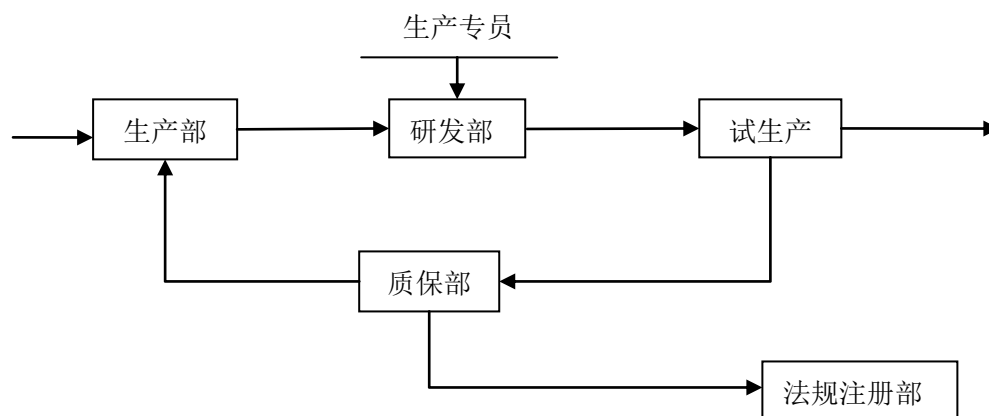 生产专员
生产部
研发部
试生产
质保部
法规注册部